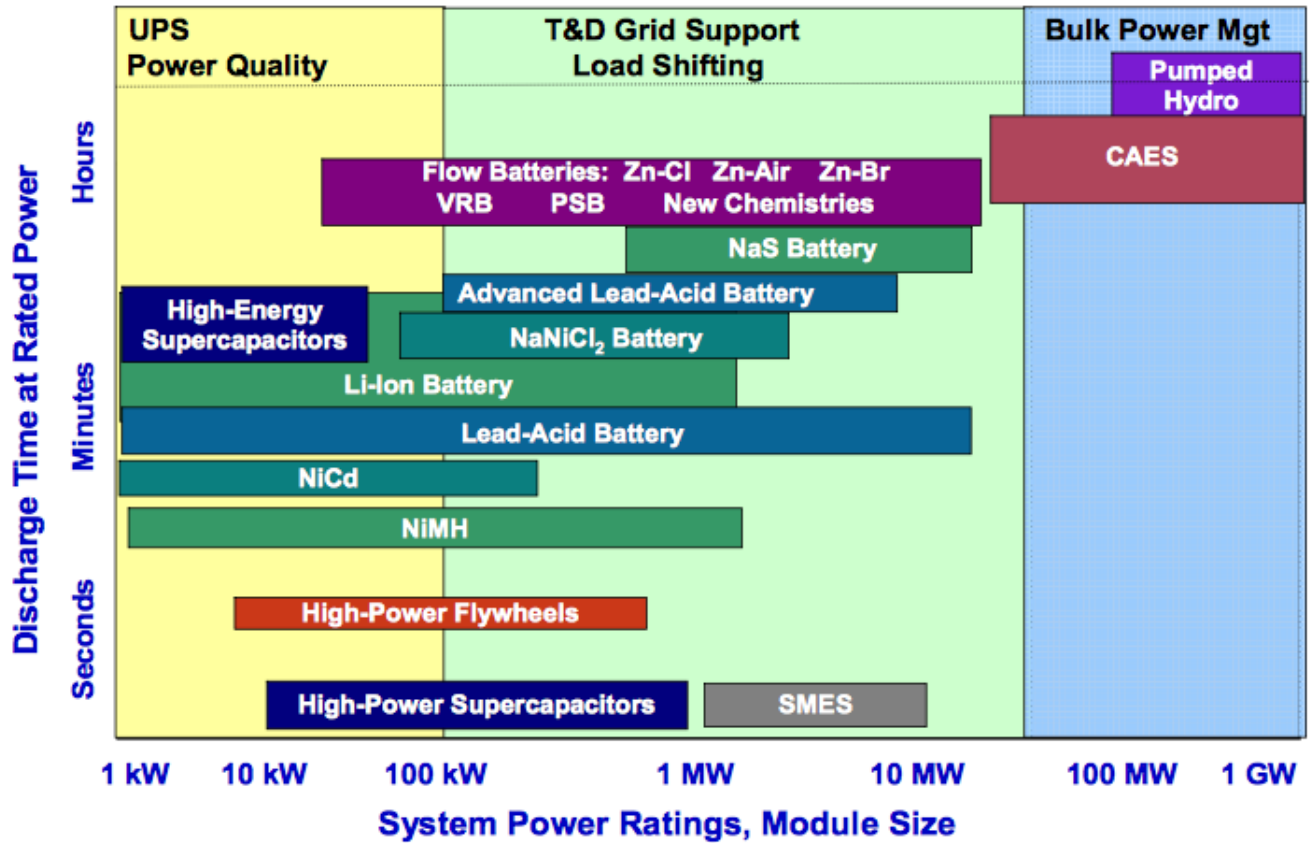 UPS
Power Quality
T&D Grid Support
Load Shifting
Bulk Power Mgt
Pumped
Hydro
CAES
Flow Batteries: Zn-Cl Zn-Air Zn-Br
VRB PSB New Chemistries
NaS Battery
Advanced Lead-Acid Battery
High-Energy
Supercapacitors
NaNiCl₂ Battery
Li-Ion Battery
Lead-Acid Battery
NiCd
NiMH
High-Power Flywheels
High-Power Supercapacitors
SMES
Discharge Time at Rated Power
Hours
Minutes
Seconds
1 kW 10 kW 100 kW 1 MW 10 MW 100 MW 1 GW
System Power Ratings, Module Size